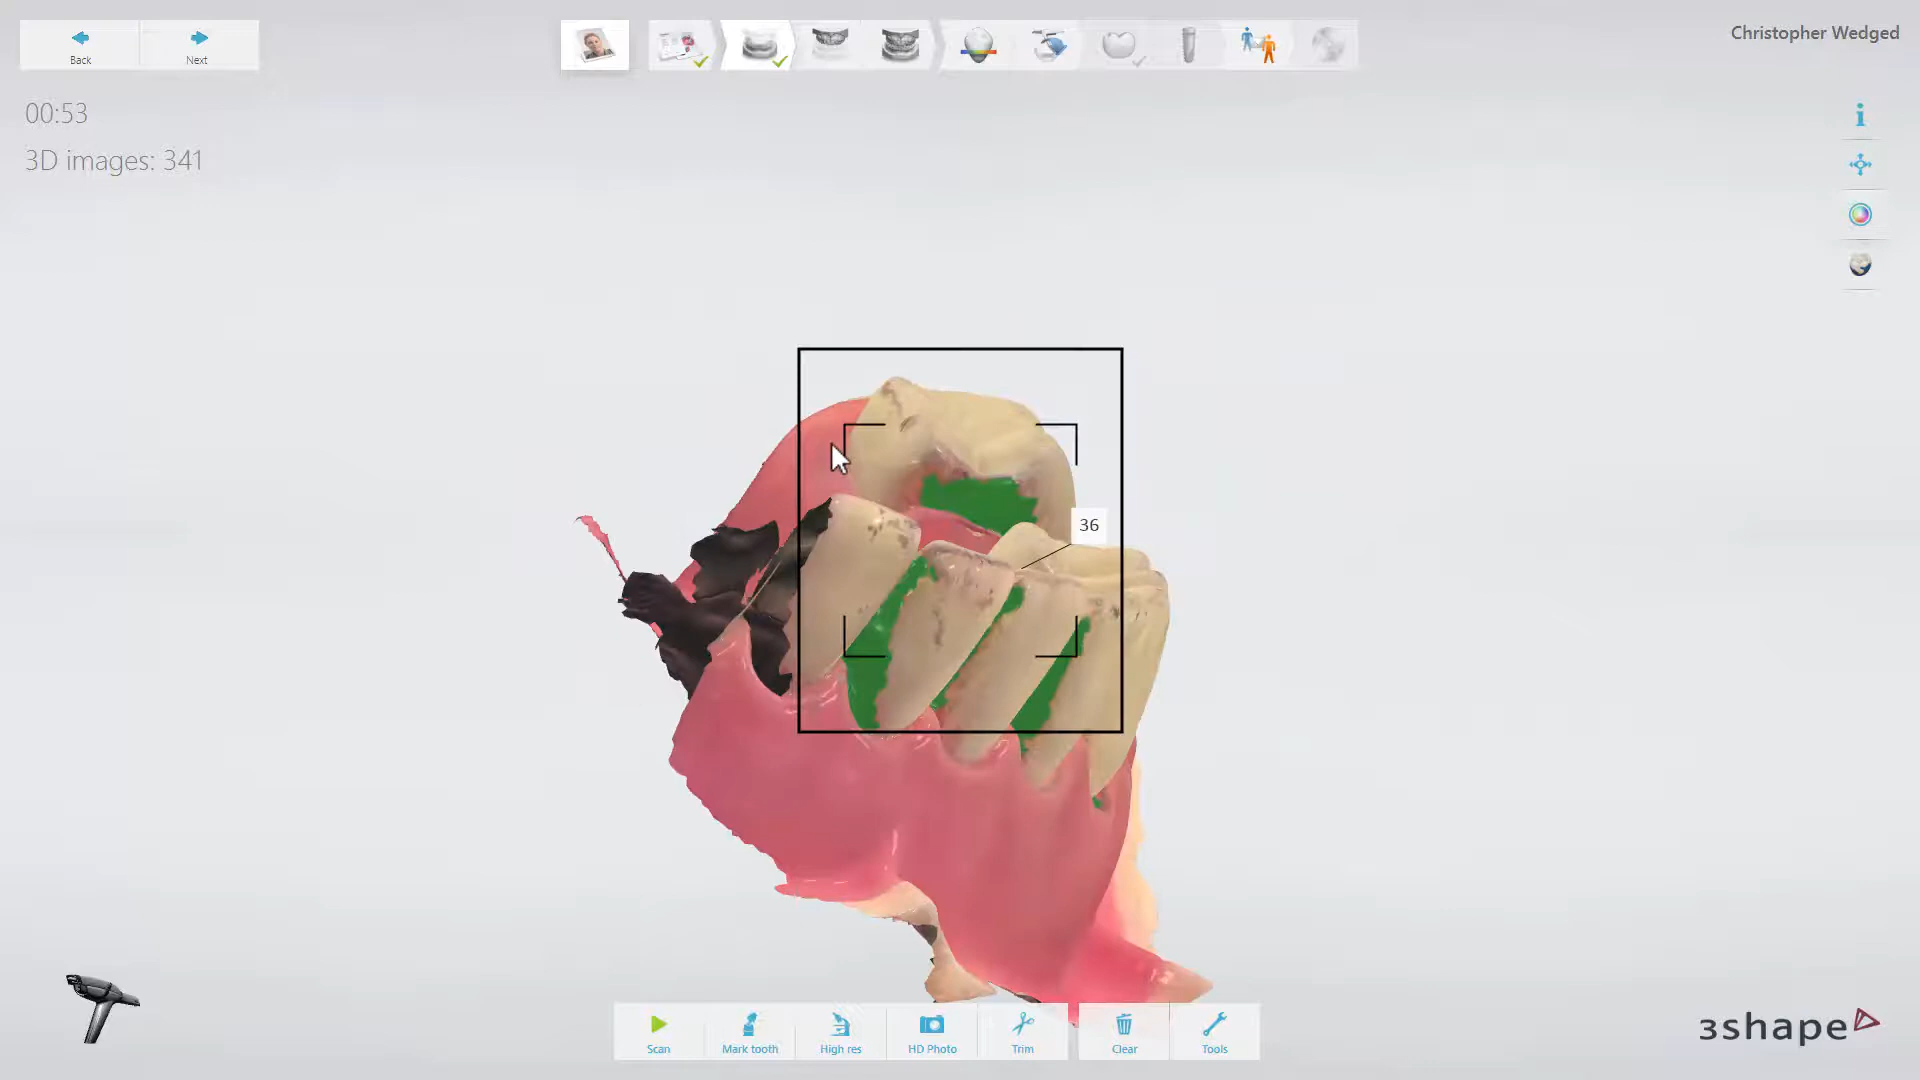 Back
Next
Christopher Wedged
00:53
3D images: 341
i
36
Scan
Mark tooth
High res
HD Photo
Trim
Clear
Tools
3shape